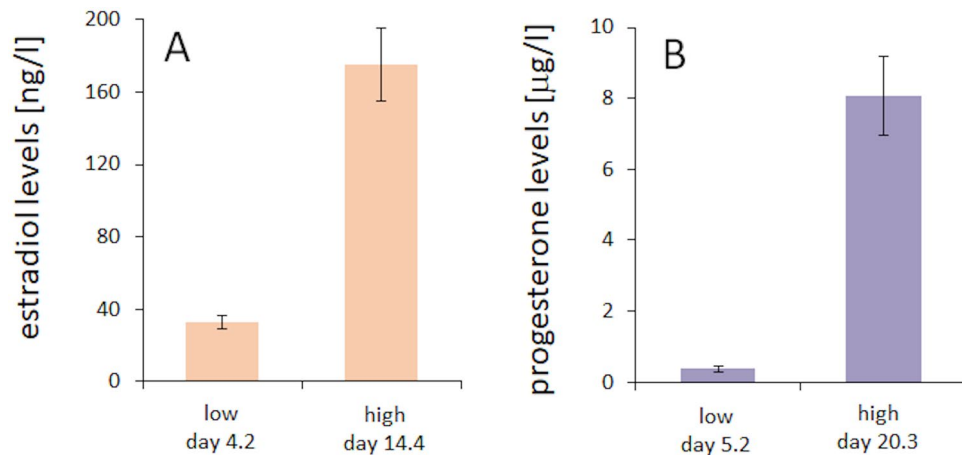 A
estradiol levels [ng/l]
200
160
120
80
40
0
low
day 4.2
high
day 14.4
B
progesterone levels [µg/l]
10
8
6
4
2
0
low
day 5.2
high
day 20.3